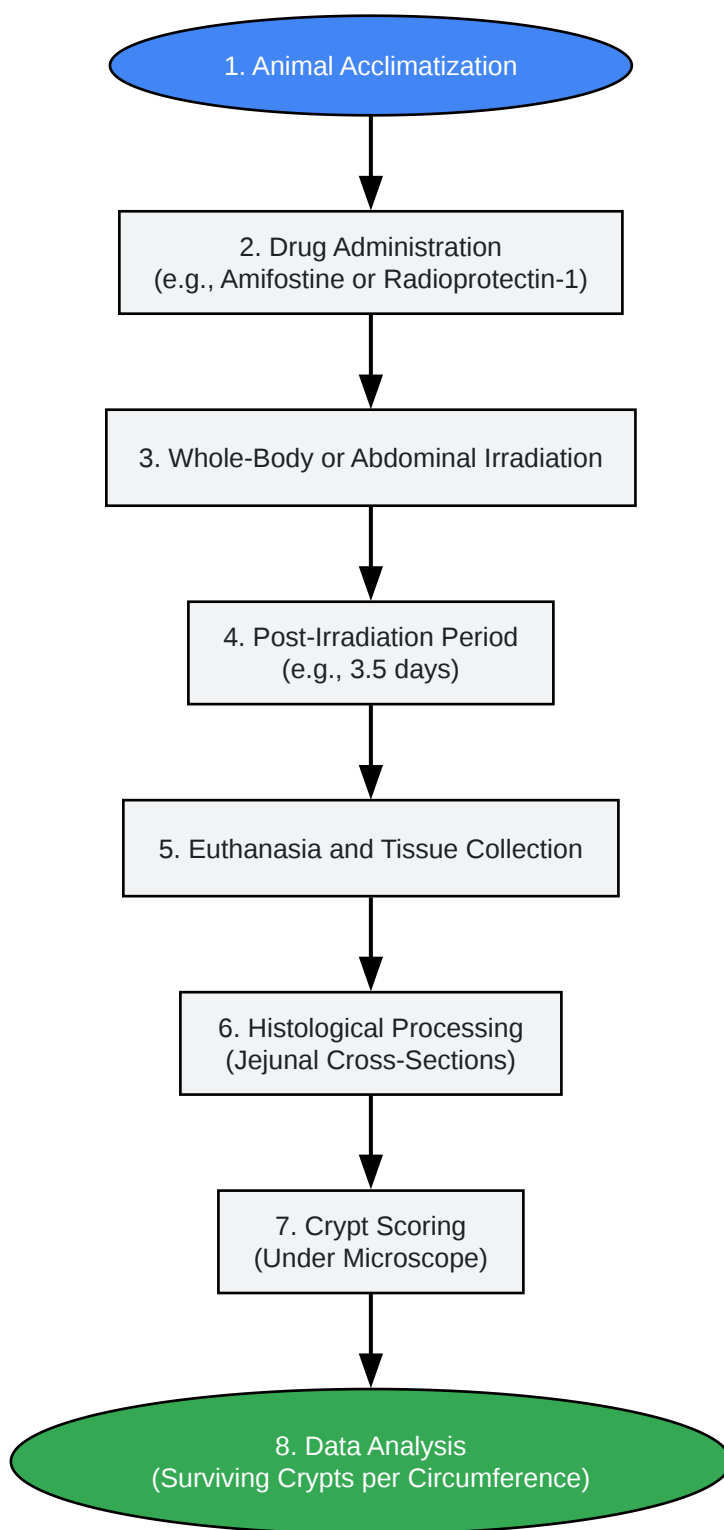 1. Animal Acclimatization
2. Drug Administration
(e.g., Amifostine or Radioprotectin-1)
3. Whole-Body or Abdominal Irradiation
4. Post-Irradiation Period
(e.g., 3.5 days)
5. Euthanasia and Tissue Collection
6. Histological Processing
(Jejunal Cross-Sections)
7. Crypt Scoring
(Under Microscope)
8. Data Analysis
(Surviving Crypts per Circumference)